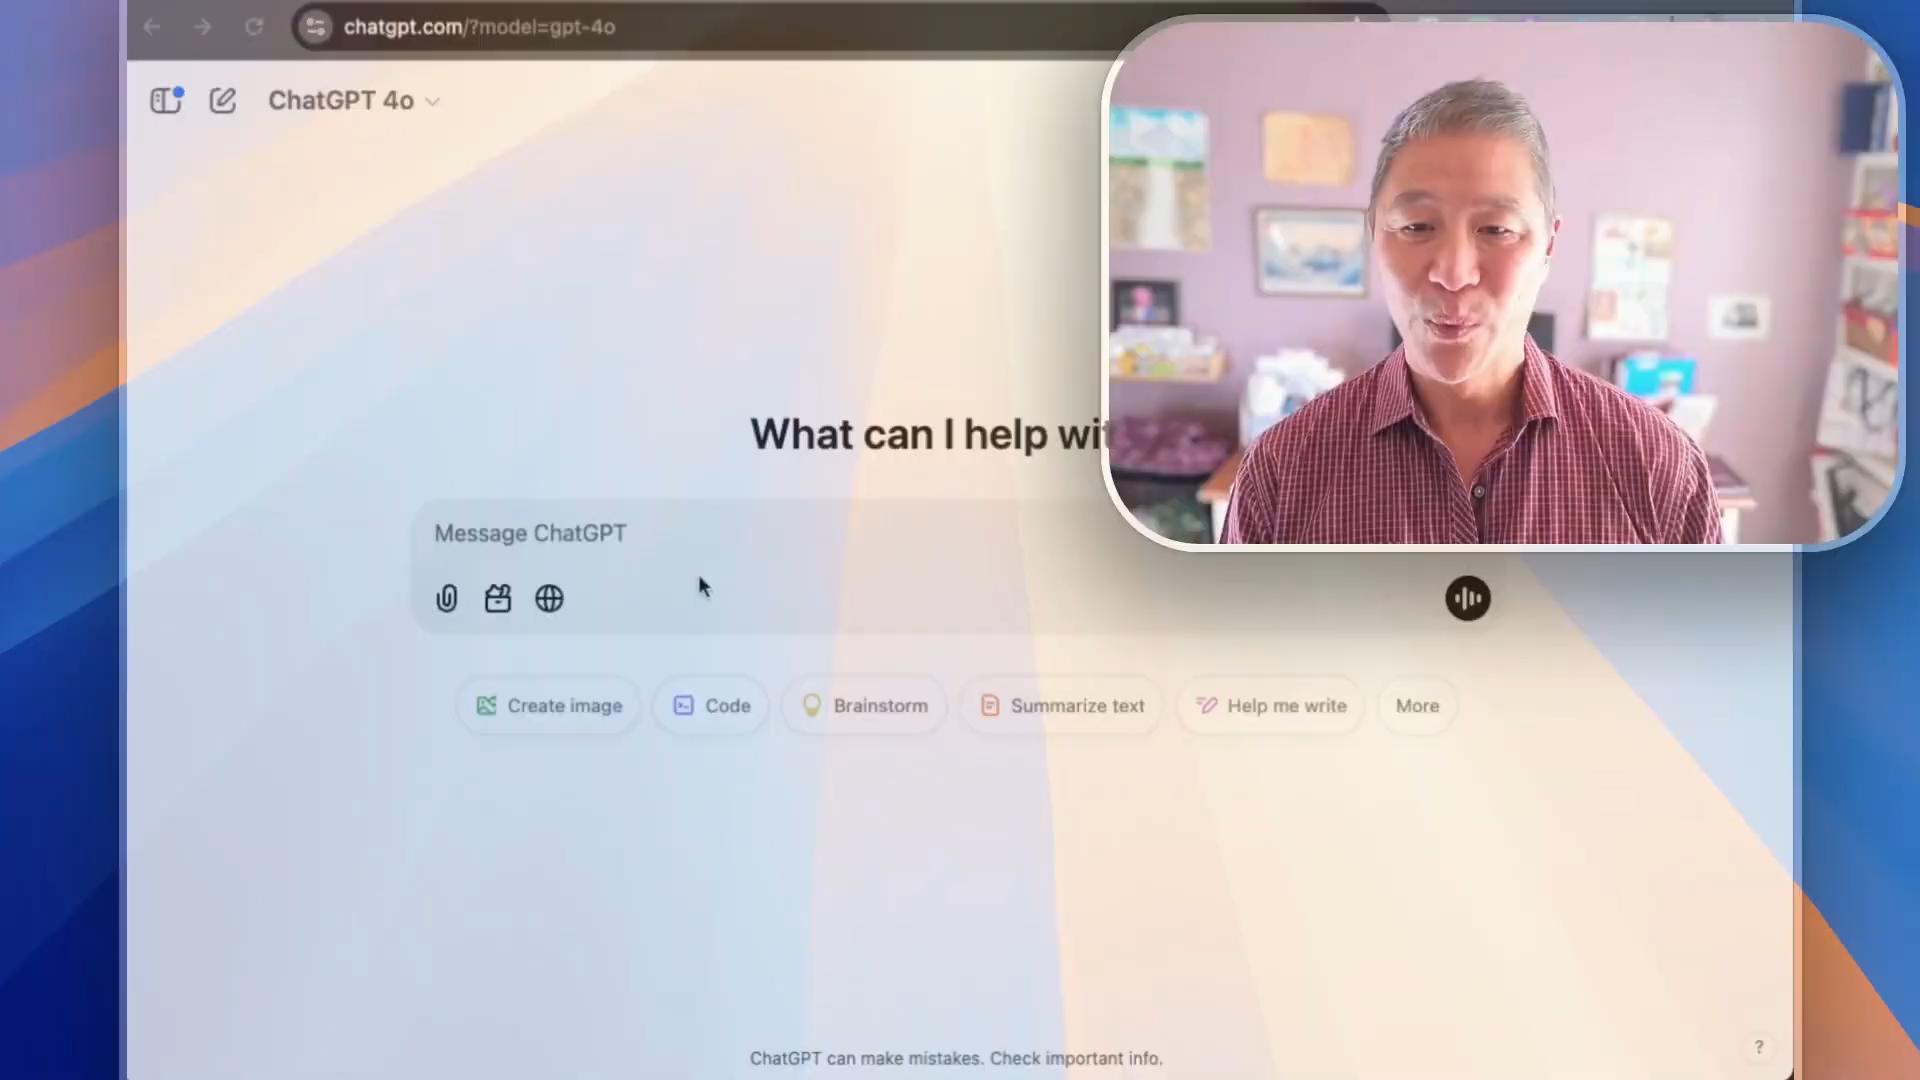 chatgpt.com/?model=gpt-4o
ChatGPT 4o
What can I help wit
Message ChatGPT
Create image
Code
Brainstorm
Summarize text
Help me write
More
ChatGPT can make mistakes. Check important info.
?